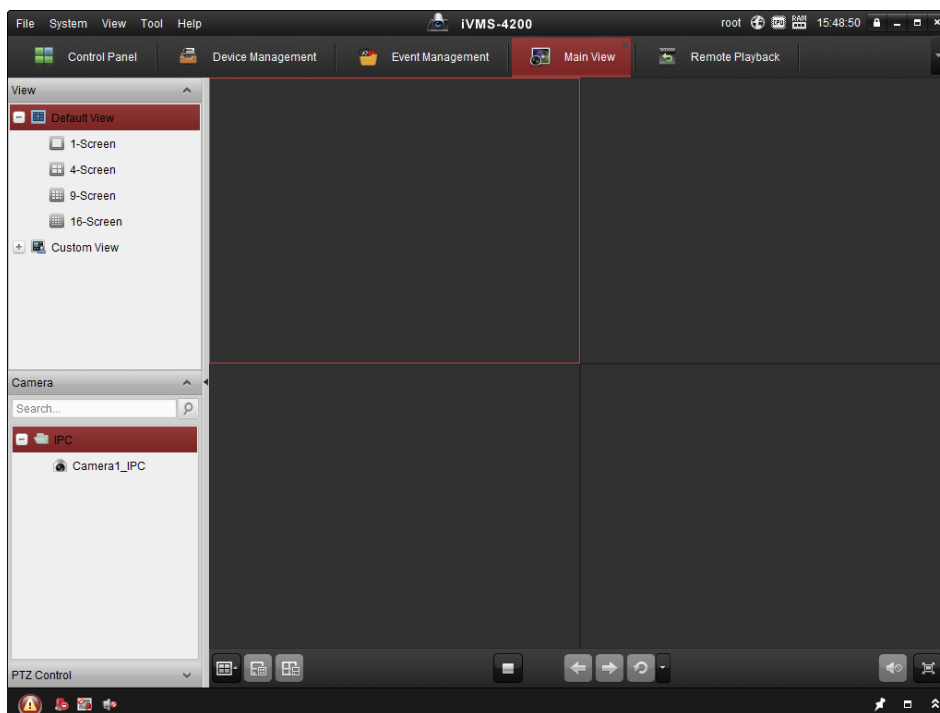 File System View Tool Help iVMS-4200 root CPU RAM 15:48:50
Control Panel Device Management Event Management Main View Remote Playback
View
Default View
1-Screen
4-Screen
9-Screen
16-Screen
Custom View
Camera
Search...
IPC
Camera1_IPC
PTZ Control